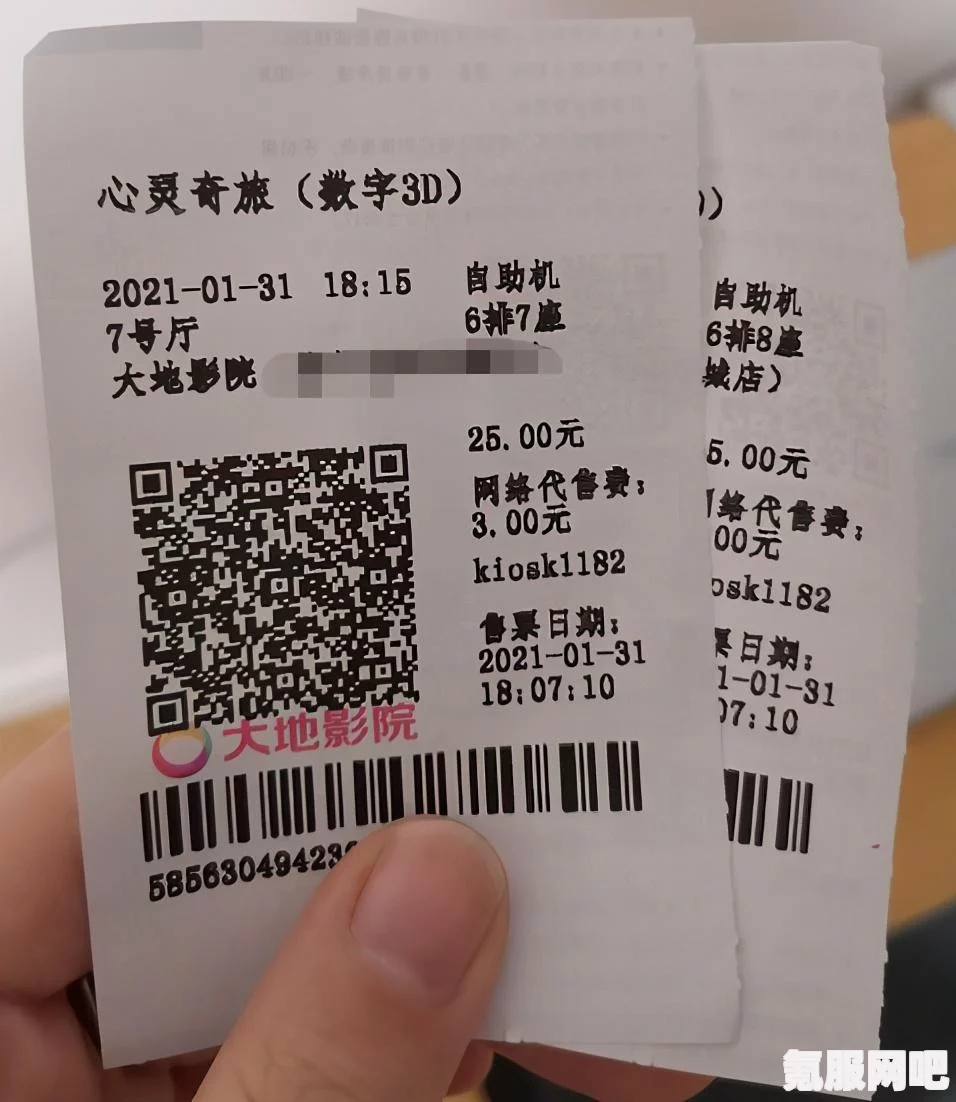 心灵奇旅（数字3D）
2021-01-31 18:15 自助机
7号厅 6排7座
大地影院
25.00元
网络代售费：
3.00元
kiosk1182
售票日期：
2021-01-31
18:07:10
大地影院
58563049423
)）
自助机
6排8座
城店）
5.00元
络代售费：
00元
osk1182
票日期：
1-01-31
07:10
氪服网吧